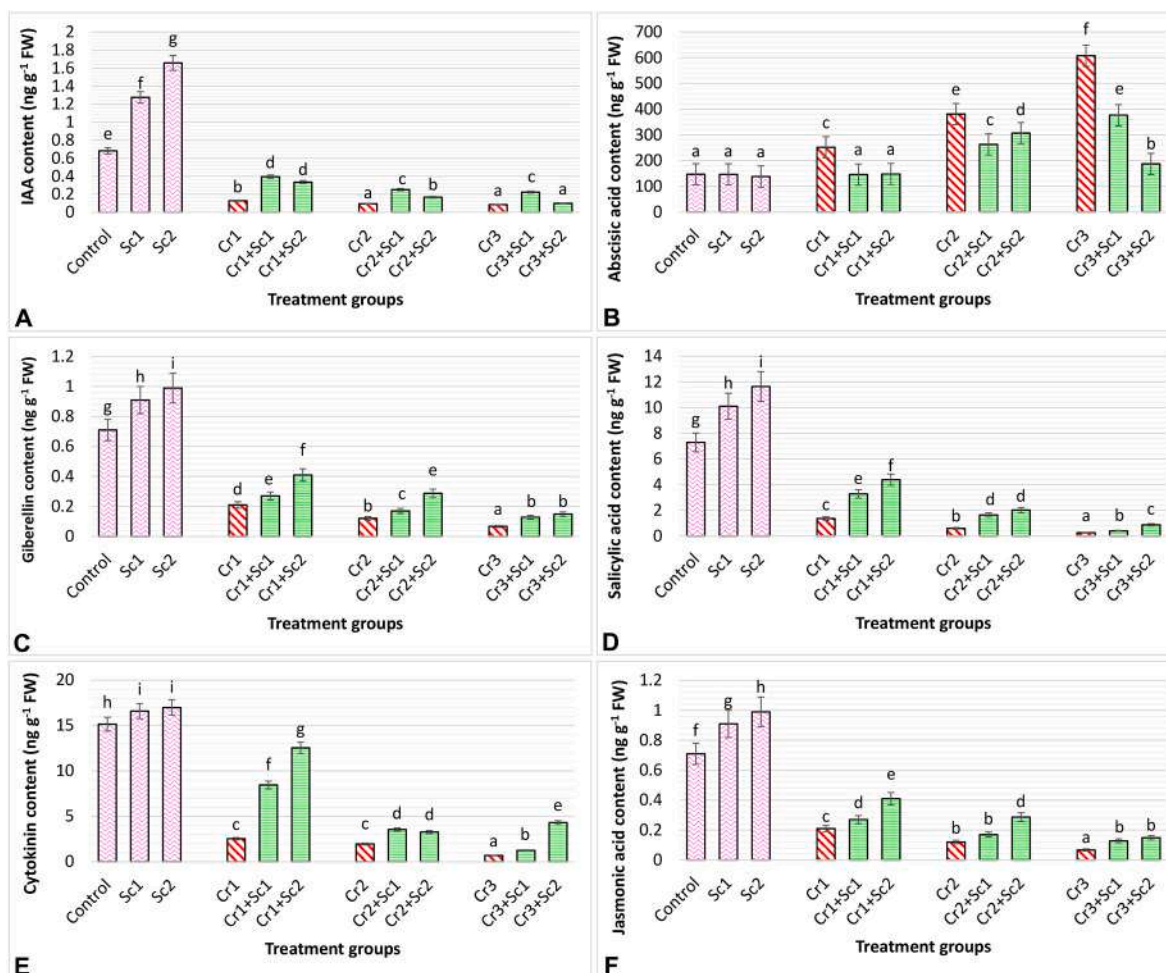 IAA content (ng g⁻¹ FW)
2
1.8
1.6
1.4
1.2
1
0.8
0.6
0.4
0.2
0
e f g b d d a c b a c a
Control Sc1 Sc2 Cr1 Cr1+Sc1 Cr1+Sc2 Cr2 Cr2+Sc1 Cr2+Sc2 Cr3 Cr3+Sc1 Cr3+Sc2
Treatment groups
A
Abscisic acid content (ng g⁻¹ FW)
700
600
500
400
300
200
100
0
a a a c a a e c d f e b
Control Sc1 Sc2 Cr1 Cr1+Sc1 Cr1+Sc2 Cr2 Cr2+Sc1 Cr2+Sc2 Cr3 Cr3+Sc1 Cr3+Sc2
Treatment groups
B
Giberellin content (ng g⁻¹ FW)
1.2
1
0.8
0.6
0.4
0.2
0
g h i d e f b c e a b b
Control Sc1 Sc2 Cr1 Cr1+Sc1 Cr1+Sc2 Cr2 Cr2+Sc1 Cr2+Sc2 Cr3 Cr3+Sc1 Cr3+Sc2
Treatment groups
C
Salicylic acid content (ng g⁻¹ FW)
14
12
10
8
6
4
2
0
g h i d e f b d d a b c
Control Sc1 Sc2 Cr1 Cr1+Sc1 Cr1+Sc2 Cr2 Cr2+Sc1 Cr2+Sc2 Cr3 Cr3+Sc1 Cr3+Sc2
Treatment groups
D
Cytokinin content (ng g⁻¹ FW)
20
15
10
5
0
h i i c f g c d d a b e
Control Sc1 Sc2 Cr1 Cr1+Sc1 Cr1+Sc2 Cr2 Cr2+Sc1 Cr2+Sc2 Cr3 Cr3+Sc1 Cr3+Sc2
Treatment groups
E
Jasmonic acid content (ng g⁻¹ FW)
1.2
1
0.8
0.6
0.4
0.2
0
f g h c d e b b d a b b
Control Sc1 Sc2 Cr1 Cr1+Sc1 Cr1+Sc2 Cr2 Cr2+Sc1 Cr2+Sc2 Cr3 Cr3+Sc1 Cr3+Sc2
Treatment groups
F